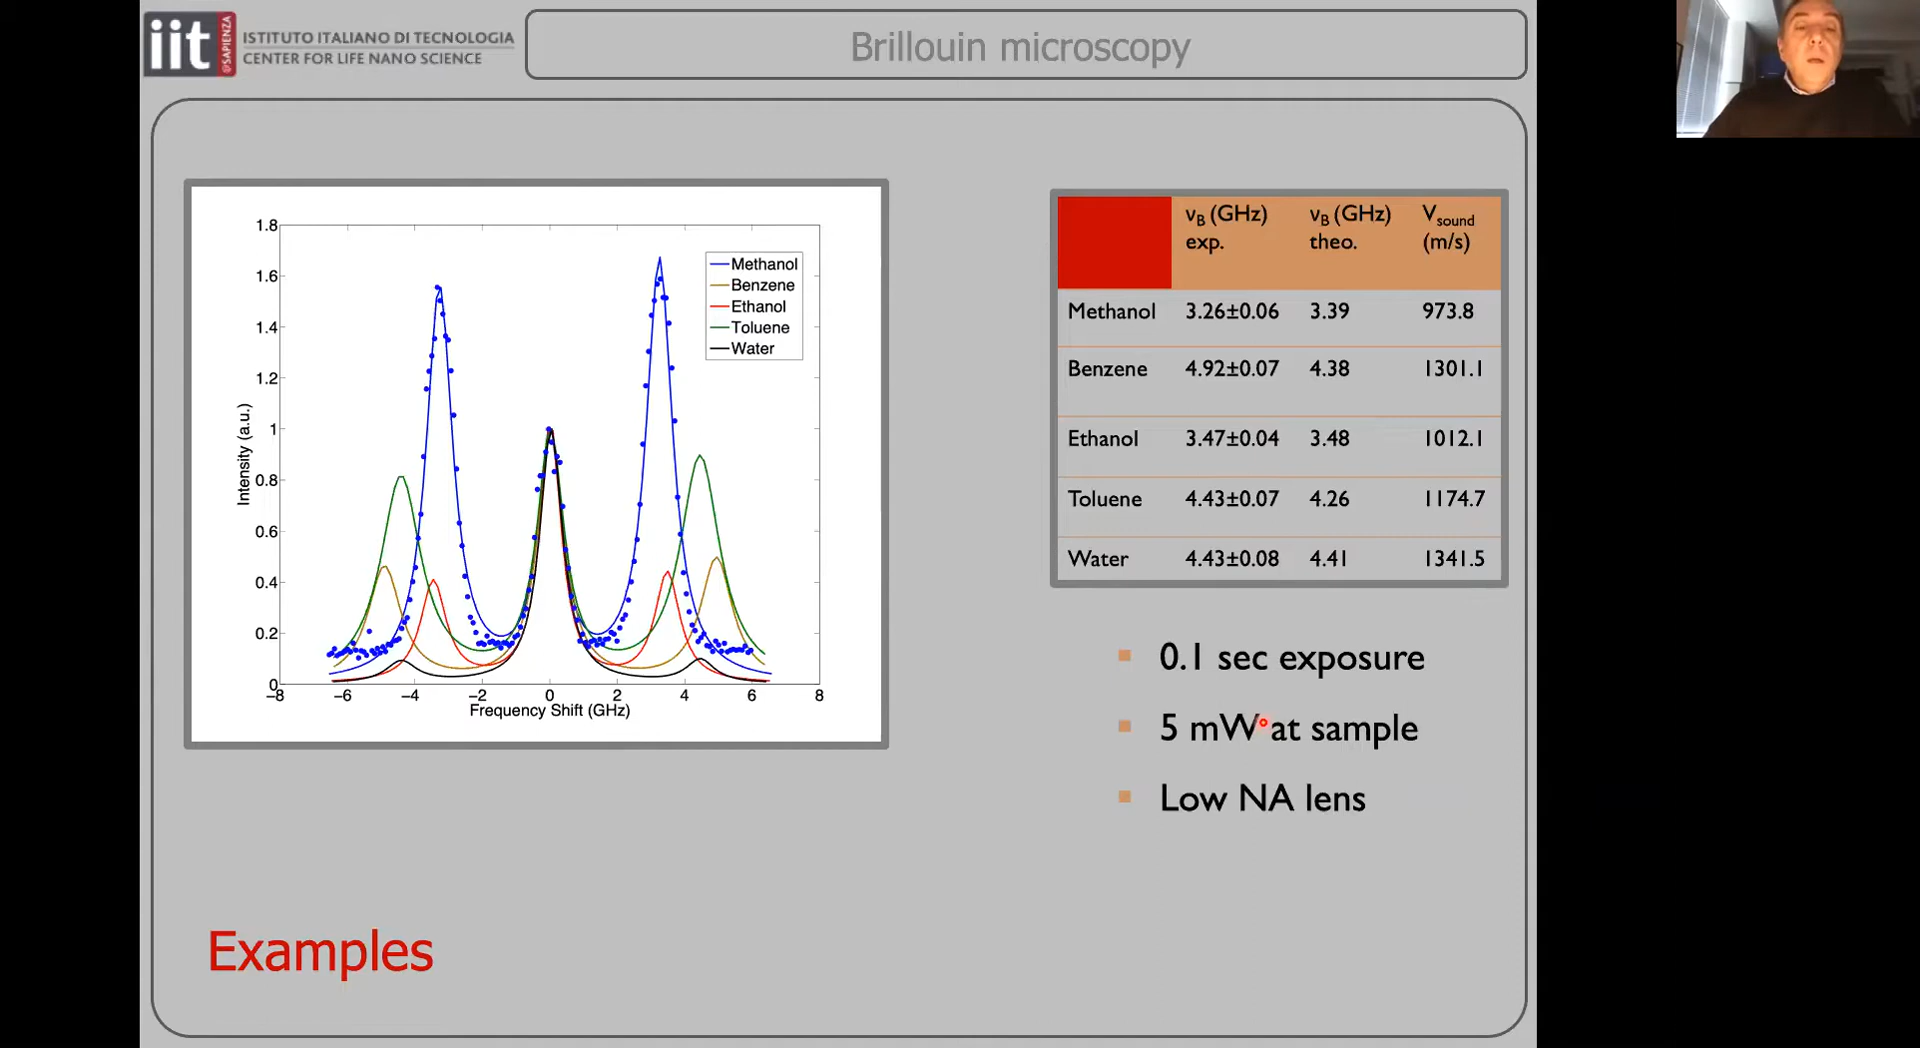 iit
@SAPIENZA
ISTITUTO ITALIANO DI TECNOLOGIA
CENTER FOR LIFE NANO SCIENCE
Brillouin microscopy
1.8
1.6
1.4
1.2
1
0.8
0.6
0.4
0.2
0
Intensity (a.u.)
Methanol
Benzene
Ethanol
Toluene
Water
−8 −6 −4 −2 0 2 4 6 8
Frequency Shift (GHz)
νB (GHz) exp. νB (GHz) theo. Vsound (m/s)
Methanol 3.26±0.06 3.39 973.8
Benzene 4.92±0.07 4.38 1301.1
Ethanol 3.47±0.04 3.48 1012.1
Toluene 4.43±0.07 4.26 1174.7
Water 4.43±0.08 4.41 1341.5
0.1 sec exposure
5 mW at sample
Low NA lens
Examples